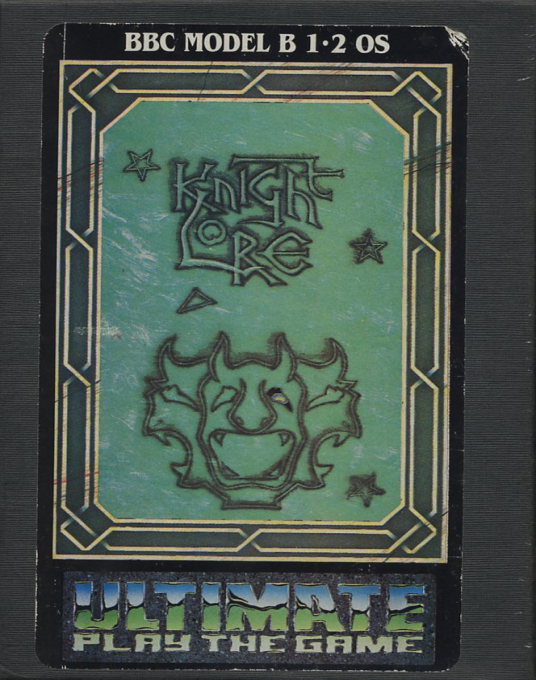 BBC MODEL B 1·2 OS
KNIGHT
LORE
ULTIMATE
PLAY THE GAME